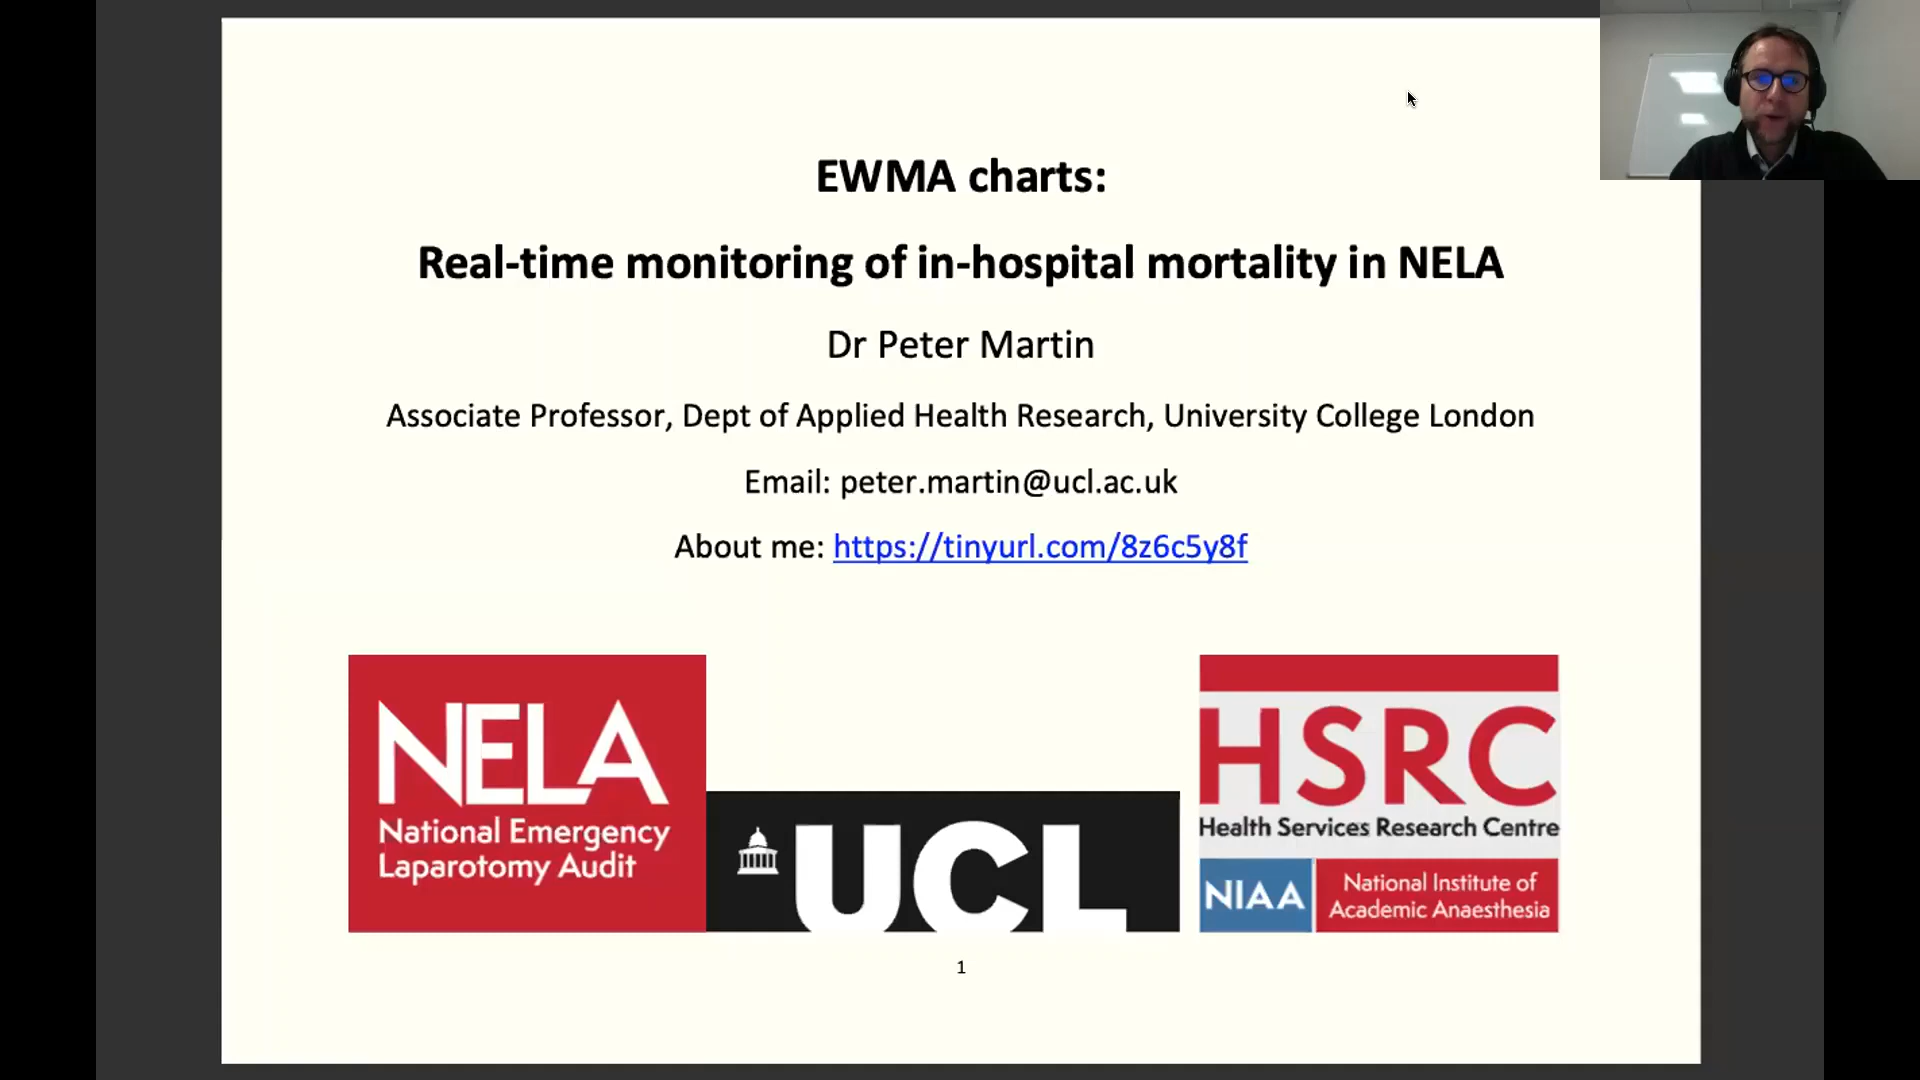 EWMA charts:
Real-time monitoring of in-hospital mortality in NELA
Dr Peter Martin
Associate Professor, Dept of Applied Health Research, University College London
Email: peter.martin@ucl.ac.uk
About me: https://tinyurl.com/8z6c5y8f
NELA
National Emergency
Laparotomy Audit
UCL
HSRC
Health Services Research Centre
NIAA
National Institute of
Academic Anaesthesia
1